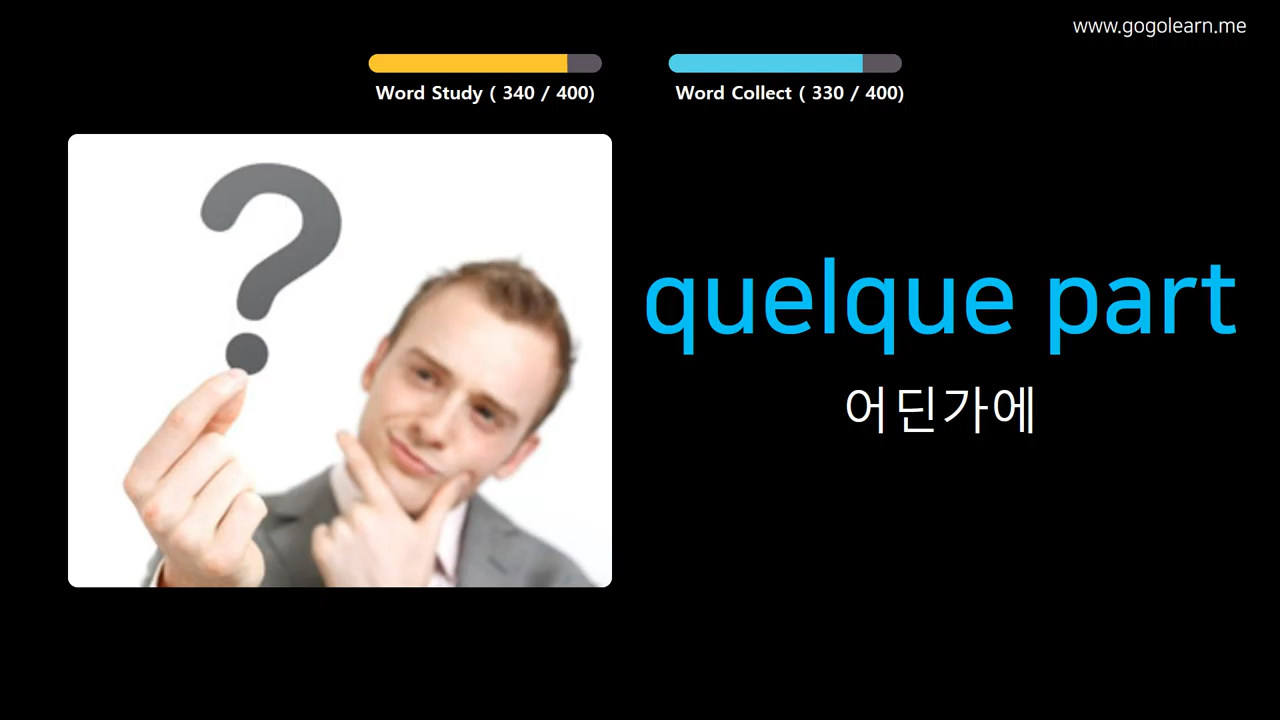 www.gogolearn.me
Word Study ( 340 / 400)
Word Collect ( 330 / 400)
?
quelque part
어딘가에